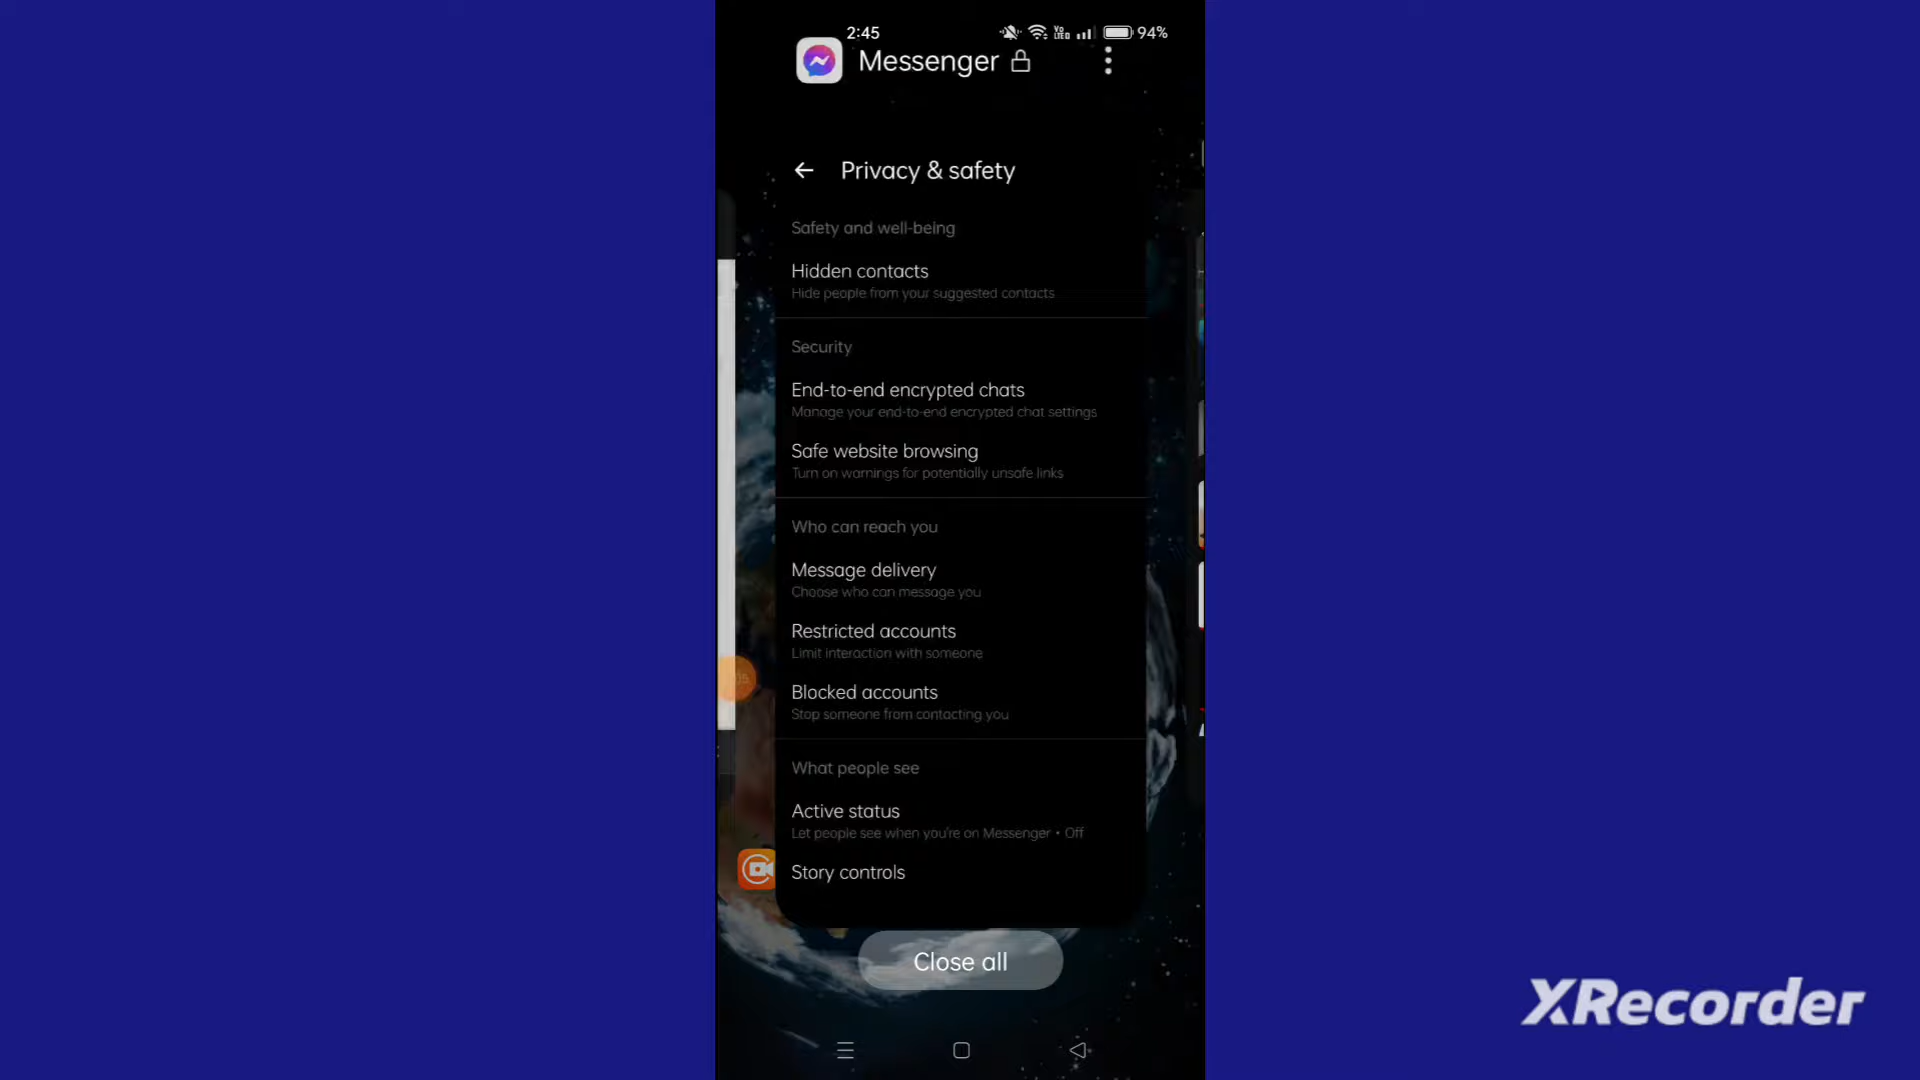 2:45
VO LTE 94%
Messenger
Privacy & safety
Safety and well-being
Hidden contacts
Hide people from your suggested contacts
Security
End-to-end encrypted chats
Manage your end-to-end encrypted chat settings
Safe website browsing
Turn on warnings for potentially unsafe links
Who can reach you
Message delivery
Choose who can message you
Restricted accounts
Limit interaction with someone
Blocked accounts
Stop someone from contacting you
What people see
Active status
Let people see when you're on Messenger • Off
Story controls
Close all
XRecorder